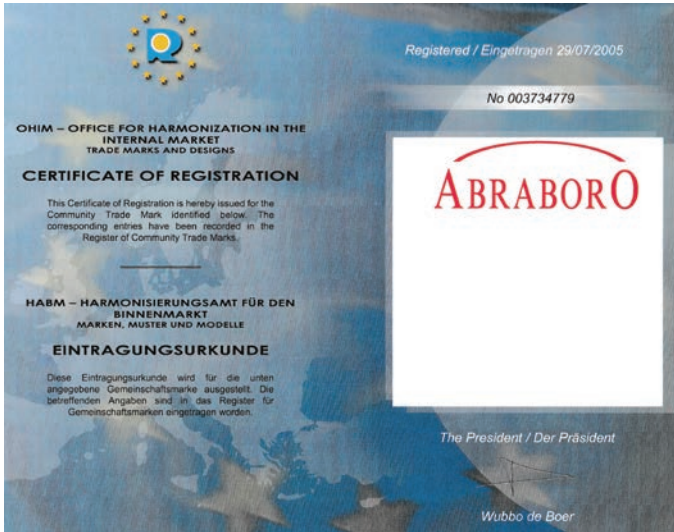 R
OHIM – OFFICE FOR HARMONIZATION IN THE
INTERNAL MARKET
TRADE MARKS AND DESIGNS
CERTIFICATE OF REGISTRATION
This Certificate of Registration is hereby issued for the
Community Trade Mark identified below. The
corresponding entries have been recorded in the
Register of Community Trade Marks.
HABM – HARMONISIERUNGSAMT FÜR DEN
BINNENMARKT
MARKEN, MUSTER UND MODELLE
EINTRAGUNGSURKUNDE
Diese Eintragungsurkunde wird für die unten
angegebene Gemeinschaftsmarke ausgestellt. Die
betreffenden Angaben sind in das Register für
Gemeinschaftsmarken eingetragen worden.
Registered / Eingetragen 29/07/2005
No 003734779
ABRABORO
The President / Der Präsident
Wubbo de Boer